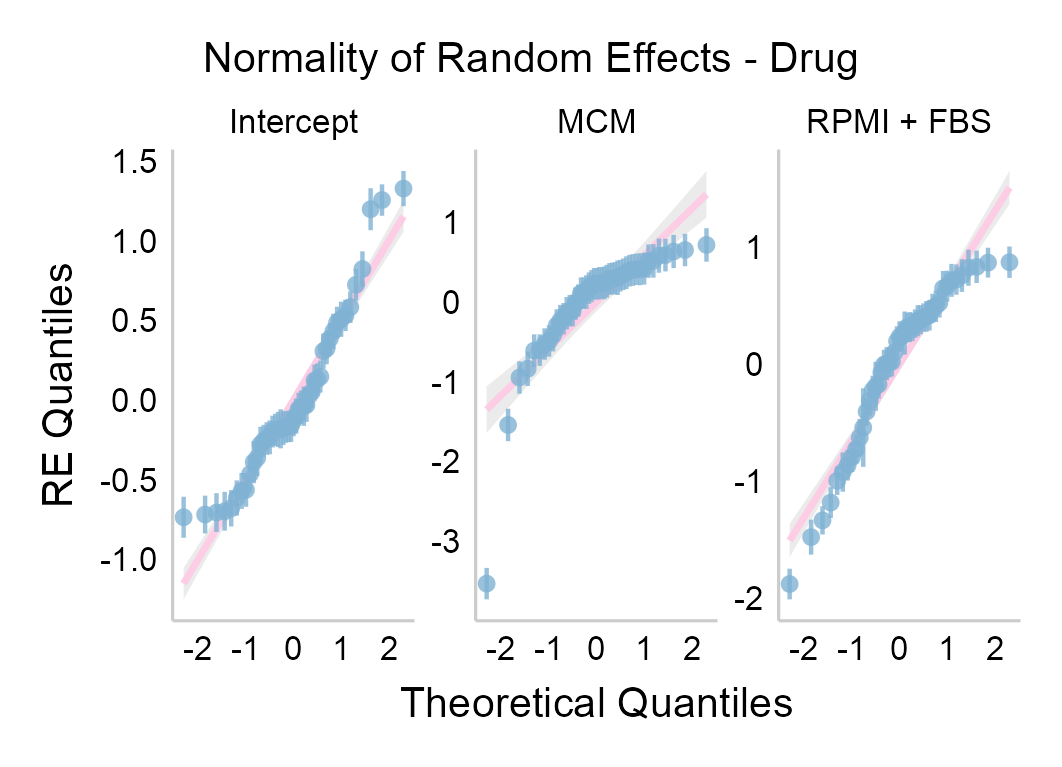 Normality of Random Effects - Drug
Intercept
MCM
RPMI + FBS
RE Quantiles
1.5
1.0
0.5
0.0
-0.5
-1.0
1
0
-1
-2
-3
1
0
-1
-2
-2 -1 0 1 2
-2 -1 0 1 2
-2 -1 0 1 2
Theoretical Quantiles